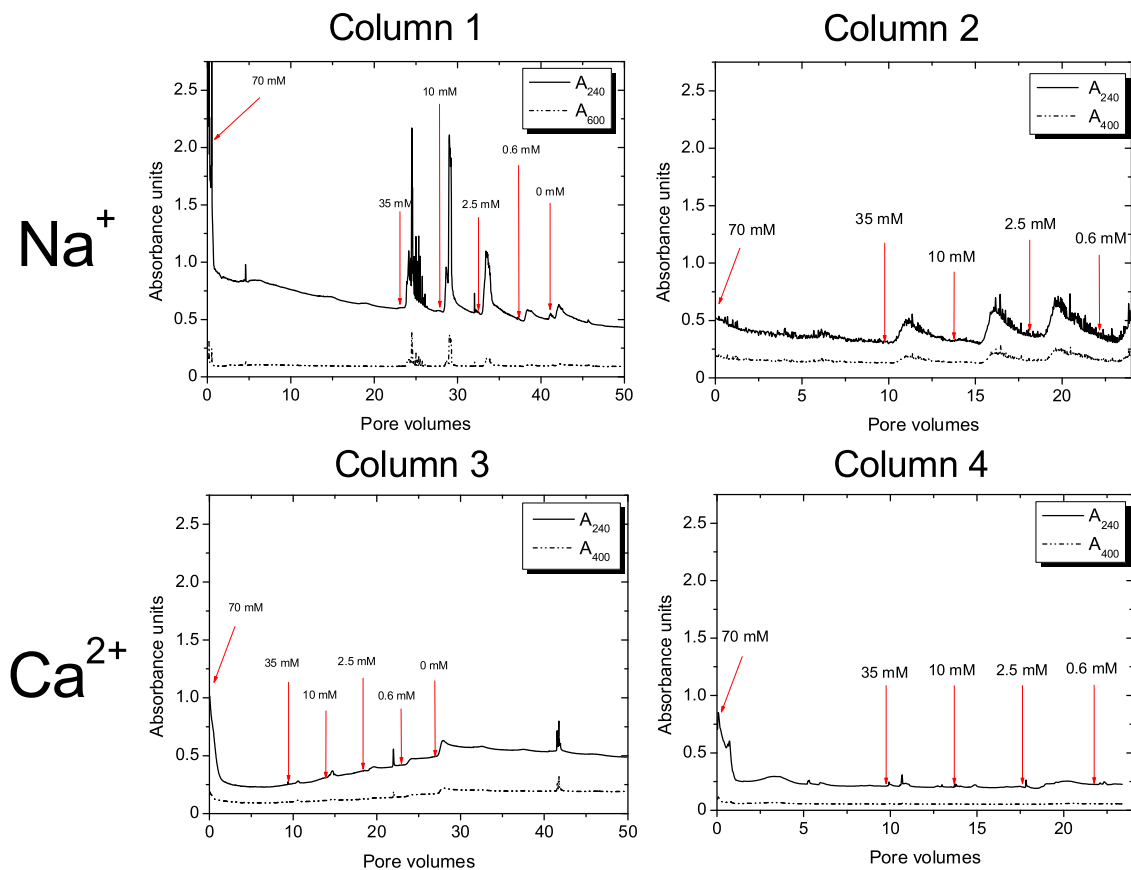 Column 1
Column 2
Na+
Absorbance units
2.5
2.0
1.5
1.0
0.5
0
0
10
20
30
40
50
Pore volumes
70 mM
35 mM
10 mM
2.5 mM
0.6 mM
0 mM
A240
A600
Absorbance units
2.5
2.0
1.5
1.0
0.5
0
0
5
10
15
20
Pore volumes
70 mM
35 mM
10 mM
2.5 mM
0.6 mM
A240
A400
Column 3
Column 4
Ca2+
Absorbance units
2.5
2.0
1.5
1.0
0.5
0
0
10
20
30
40
50
Pore volumes
70 mM
35 mM
10 mM
2.5 mM
0.6 mM
0 mM
A240
A400
Absorbance units
2.5
2.0
1.5
1.0
0.5
0
0
5
10
15
20
Pore volumes
70 mM
35 mM
10 mM
2.5 mM
0.6 mM
A240
A400